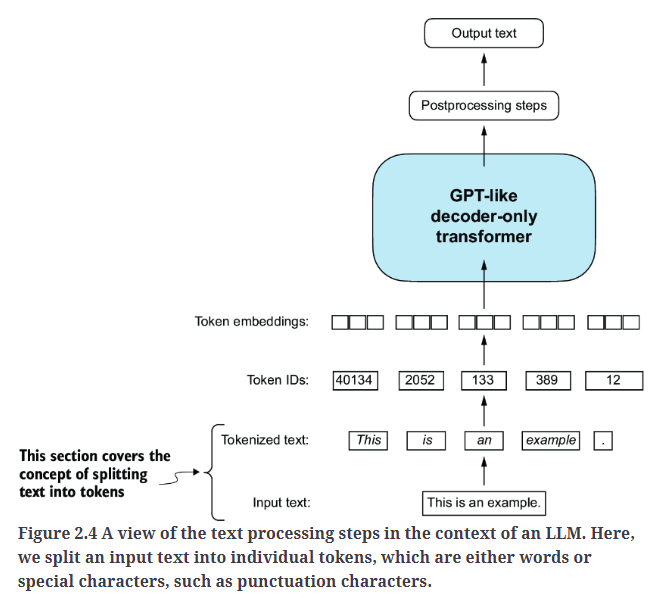 Output text
Postprocessing steps
GPT-like
decoder-only
transformer
Token embeddings:
Token IDs: 40134 2052 133 389 12
Tokenized text: This is an example .
This section covers the
concept of splitting
text into tokens
Input text: This is an example.
Figure 2.4 A view of the text processing steps in the context of an LLM. Here,
we split an input text into individual tokens, which are either words or
special characters, such as punctuation characters.